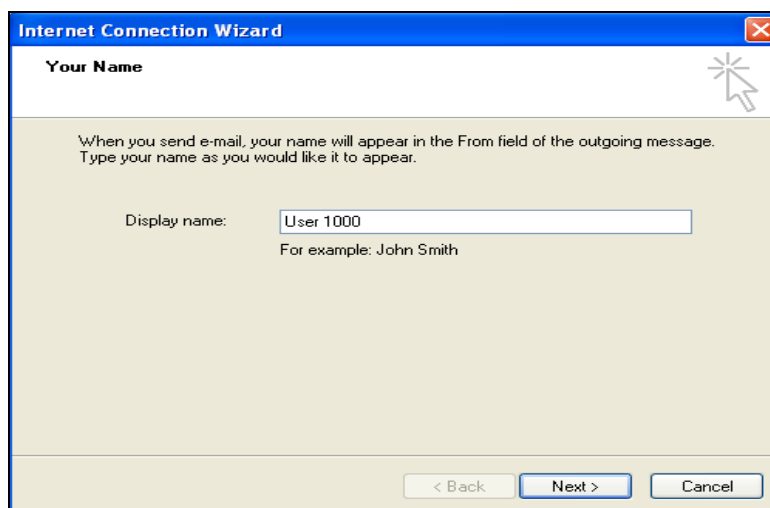 Internet Connection Wizard
Your Name
When you send e-mail, your name will appear in the From field of the outgoing message.
Type your name as you would like it to appear.
Display name: User 1000
For example: John Smith
< Back Next > Cancel